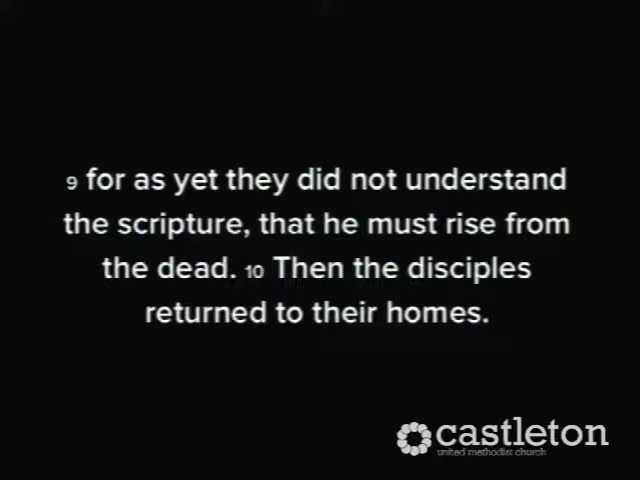 9 for as yet they did not understand
the scripture, that he must rise from
the dead. 10 Then the disciples
returned to their homes.
castleton
united methodist church